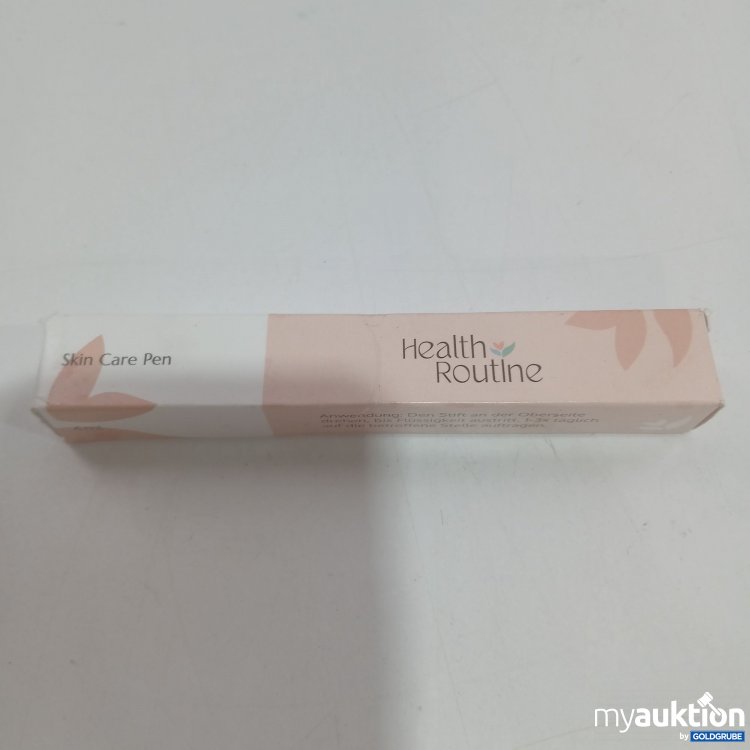 Skin Care Pen
Health
RoutIne
Anwendung: Den Stift an der Oberseite
drehen, bis Flüssigkeit austritt. 1-3x täglich
auf die betroffene Stelle auftragen.
myauktion
by GOLDGRUBE